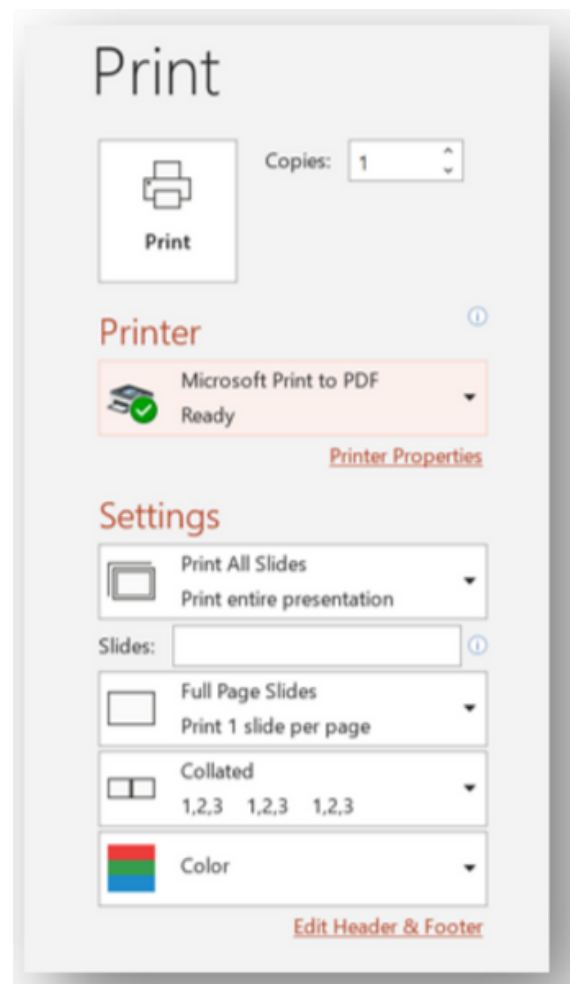 Print
Copies: 1
Print
Printer
Microsoft Print to PDF
Ready
Printer Properties
Settings
Print All Slides
Print entire presentation
Slides:
Full Page Slides
Print 1 slide per page
Collated
1,2,3 1,2,3 1,2,3
Color
Edit Header & Footer